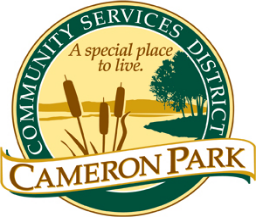 COMMUNITY SERVICES DISTRICT
A special place
to live.
CAMERON PARK